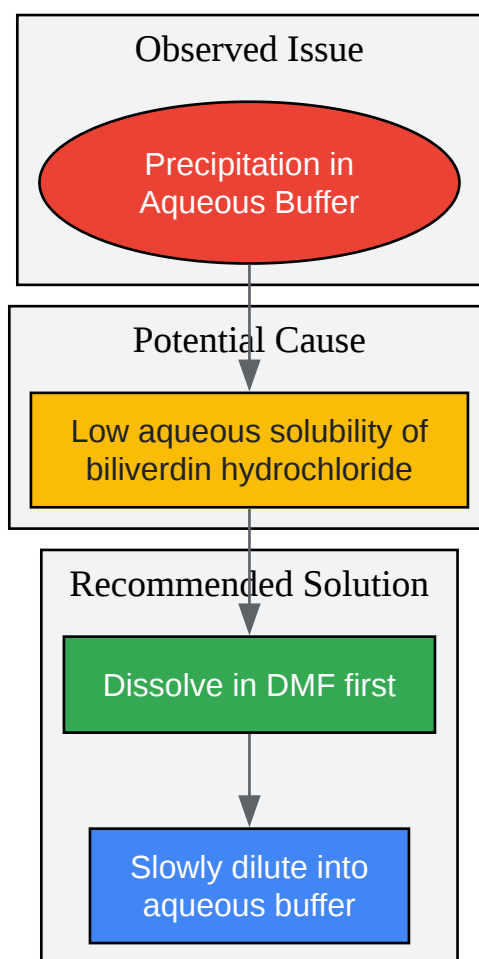 Observed Issue
Precipitation in
Aqueous Buffer
Potential Cause
Low aqueous solubility of
biliverdin hydrochloride
Recommended Solution
Dissolve in DMF first
Slowly dilute into
aqueous buffer